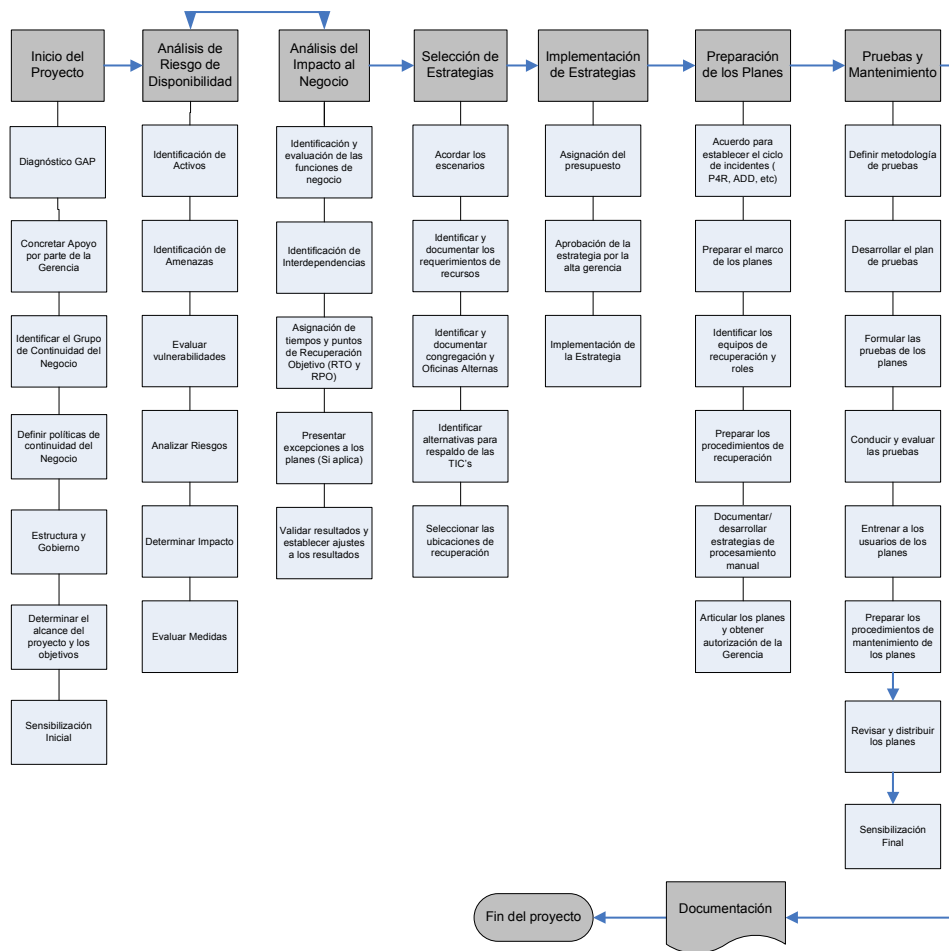 Inicio del
Proyecto
Análisis de
Riesgo de
Disponibilidad
Análisis del
Impacto al
Negocio
Selección de
Estrategias
Implementación
de Estrategias
Preparación
de los Planes
Pruebas y
Mantenimiento
Diagnóstico GAP
Concretar Apoyo
por parte de la
Gerencia
Identificar el Grupo
de Continuidad del
Negocio
Definir políticas de
continuidad del
Negocio
Estructura y
Gobierno
Determinar el
alcance del
proyecto y los
objetivos
Sensibilización
Inicial
Identificación de
Activos
Identificación de
Amenazas
Evaluar
vulnerabilidades
Analizar Riesgos
Determinar Impacto
Evaluar Medidas
Identificación y
evaluación de las
funciones de
negocio
Identificación de
Interdependencias
Asignación de
tiempos y puntos
de Recuperación
Objetivo (RTO y
RPO)
Presentar
excepciones a los
planes (Si aplica)
Validar resultados y
establecer ajustes
a los resultados
Acordar los
escenarios
Identificar y
documentar los
requerimientos de
recursos
Identificar y
documentar
congregación y
Oficinas Alternas
Identificar
alternativas para
respaldo de las
TIC's
Seleccionar las
ubicaciones de
recuperación
Asignación del
presupuesto
Aprobación de la
estrategia por la
alta gerencia
Implementación de
la Estrategia
Acuerdo para
establecer el ciclo
de incidentes (
P4R, ADD, etc)
Preparar el marco
de los planes
Identificar los
equipos de
recuperación y
roles
Preparar los
procedimientos de
recuperación
Documentar/
desarrollar
estrategias de
procesamiento
manual
Articular los planes
y obtener
autorización de la
Gerencia
Definir metodología
de pruebas
Desarrollar el plan
de pruebas
Formular las
pruebas de los
planes
Conducir y evaluar
las pruebas
Entrenar a los
usuarios de los
planes
Preparar los
procedimientos de
mantenimiento de
los planes
Revisar y distribuir
los planes
Sensibilización
Final
Fin del proyecto
Documentación